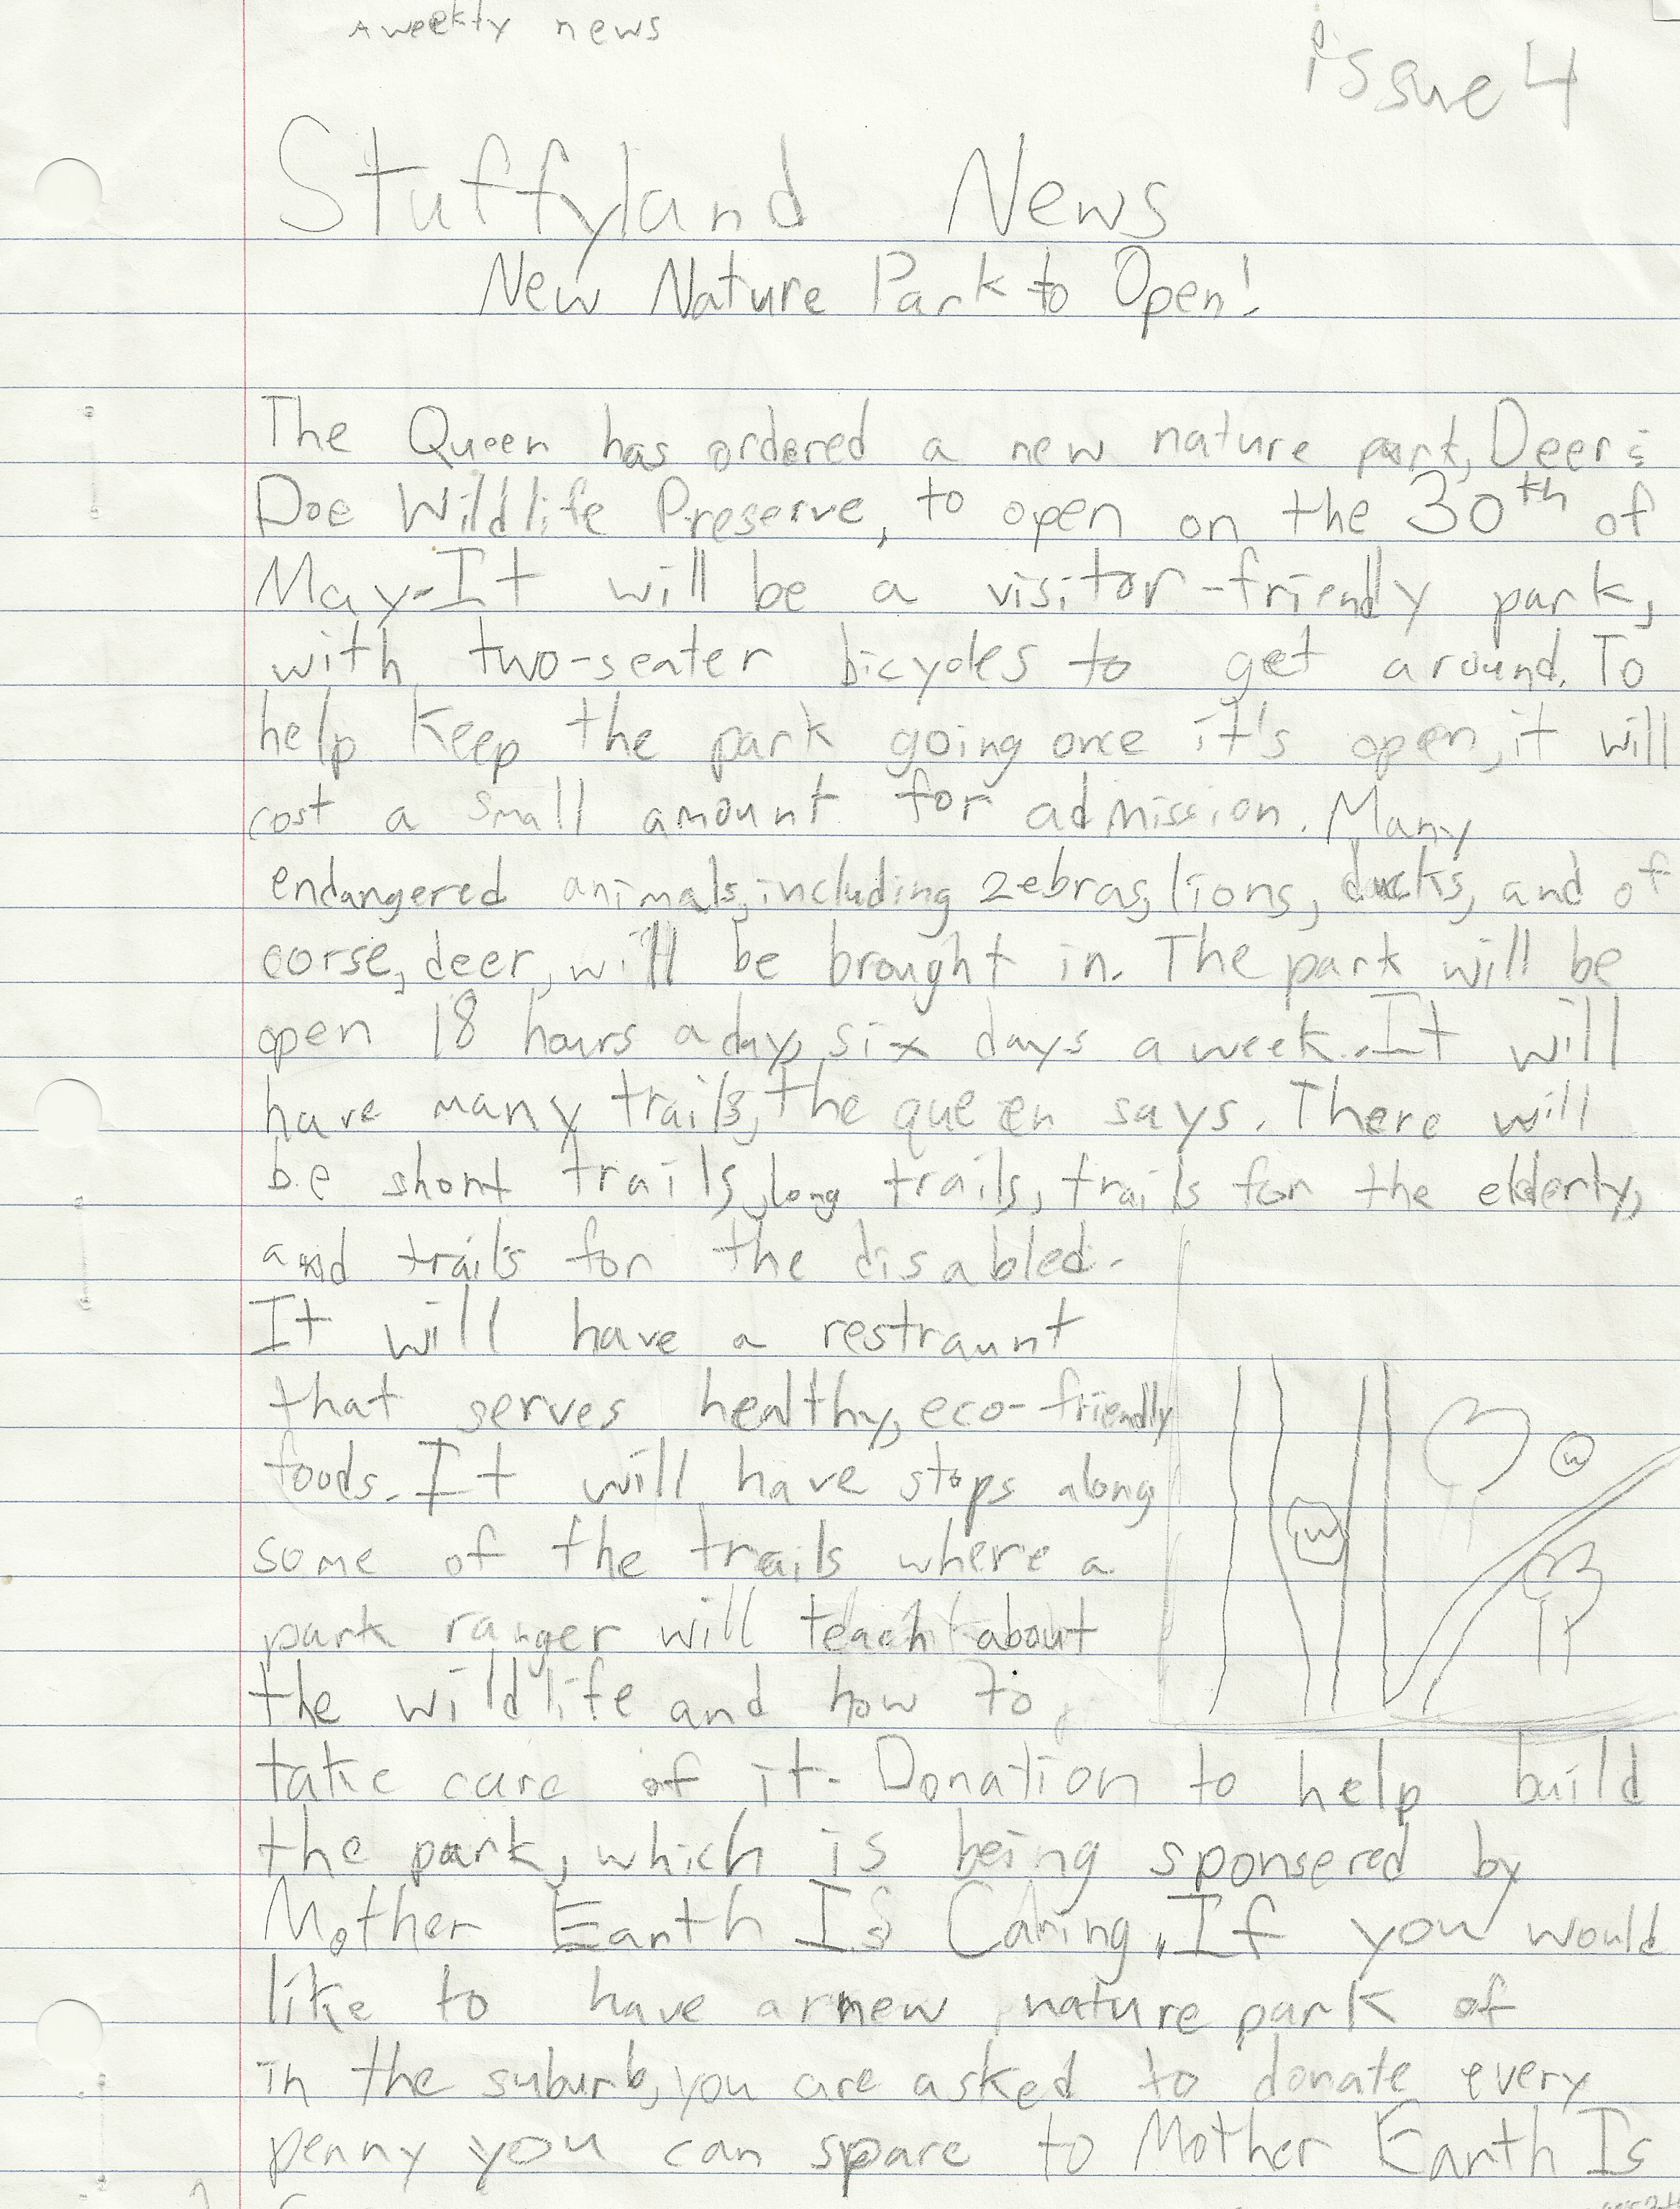 A weekly news
issue 4
Stuffyland News
New Nature Park to Open!
The Queen has ordered a new nature park, Deer &
Doe Wildlife Preserve, to open on the 30th of
May. It will be a visitor-friendly park,
with two-seater bicycles to get around. To
help keep the park going once it's open, it will
cost a small amount for admission. Many
endangered animals, including zebras, lions, ducks, and of
corse, deer, will be brought in. The park will be
open 18 hours a day, six days a week. It will
have many trails, the queen says. There will
be short trails, long trails, trails for the elderly,
and trails for the disabled.
It will have a restraunt
that serves healthy, eco-friendly
foods. It will have stops along
some of the trails where a
park ranger will teach about
the wildlife and how to
take care of it. Donation to help build
the park, which is being sponsered by
Mother Earth Is Caring. If you would
like to have a new nature park of
in the suburb, you are asked to donate every
penny you can spare to Mother Earth Is
W
W